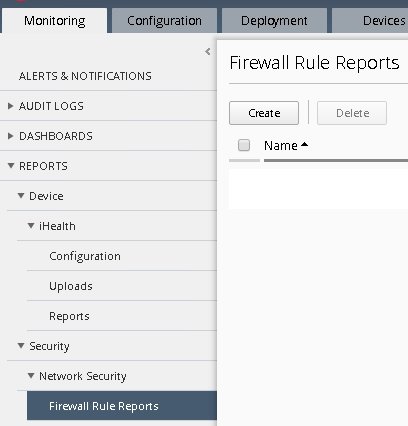 Monitoring Configuration Deployment Devices
ALERTS & NOTIFICATIONS
AUDIT LOGS
DASHBOARDS
REPORTS
Device
iHealth
Configuration
Uploads
Reports
Security
Network Security
Firewall Rule Reports
Firewall Rule Reports
Create Delete
Name